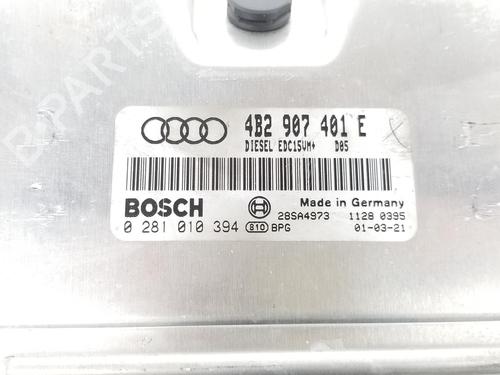 4B2 907 401 E
DIESEL EDC15VM+ D05
BOSCH
Made in Germany
28SA4973 1128 0395
0 281 010 394 810 BPG 01-03-21